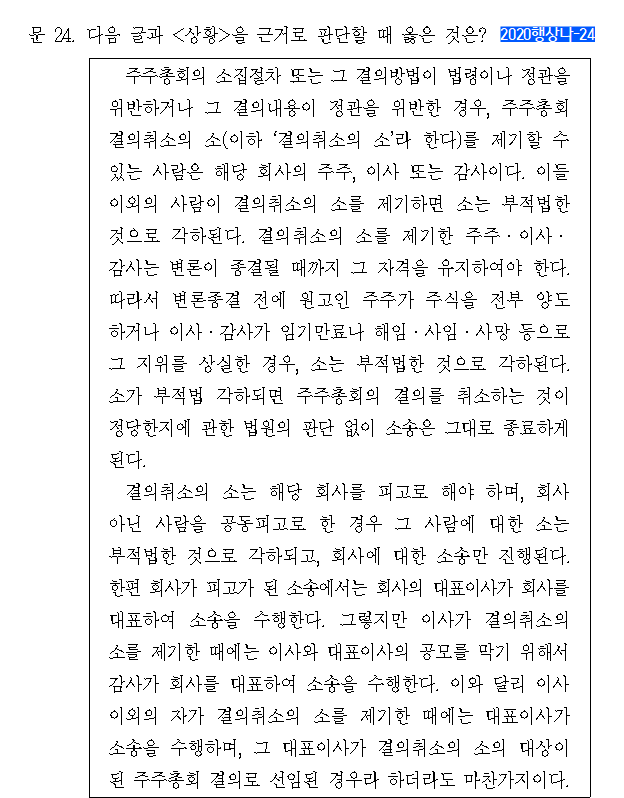 문 24. 다음 글과 <상황>을 근거로 판단할 때 옳은 것은? 2020행상나-24
주주총회의 소집절차 또는 그 결의방법이 법령이나 정관을
위반하거나 그 결의내용이 정관을 위반한 경우, 주주총회
결의취소의 소(이하 ‘결의취소의 소’라 한다)를 제기할 수
있는 사람은 해당 회사의 주주, 이사 또는 감사이다. 이들
이외의 사람이 결의취소의 소를 제기하면 소는 부적법한
것으로 각하된다. 결의취소의 소를 제기한 주주·이사·
감사는 변론이 종결될 때까지 그 자격을 유지하여야 한다.
따라서 변론종결 전에 원고인 주주가 주식을 전부 양도
하거나 이사·감사가 임기만료나 해임·사임·사망 등으로
그 지위를 상실한 경우, 소는 부적법한 것으로 각하된다.
소가 부적법 각하되면 주주총회의 결의를 취소하는 것이
정당한지에 관한 법원의 판단 없이 소송은 그대로 종료하게
된다.
결의취소의 소는 해당 회사를 피고로 해야 하며, 회사
아닌 사람을 공동피고로 한 경우 그 사람에 대한 소는
부적법한 것으로 각하되고, 회사에 대한 소송만 진행된다.
한편 회사가 피고가 된 소송에서는 회사의 대표이사가 회사를
대표하여 소송을 수행한다. 그렇지만 이사가 결의취소의
소를 제기한 때에는 이사와 대표이사의 공모를 막기 위해서
감사가 회사를 대표하여 소송을 수행한다. 이와 달리 이사
이외의 자가 결의취소의 소를 제기한 때에는 대표이사가
소송을 수행하며, 그 대표이사가 결의취소의 소의 대상이
된 주주총회 결의로 선임된 경우라 하더라도 마찬가지이다.